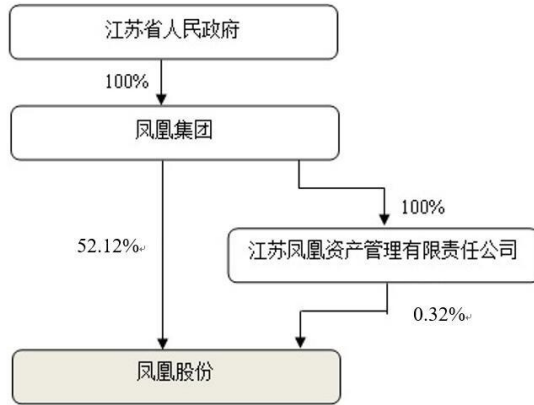 江苏省人民政府
100%
凤凰集团
100%
52.12%
江苏凤凰资产管理有限责任公司
0.32%
凤凰股份